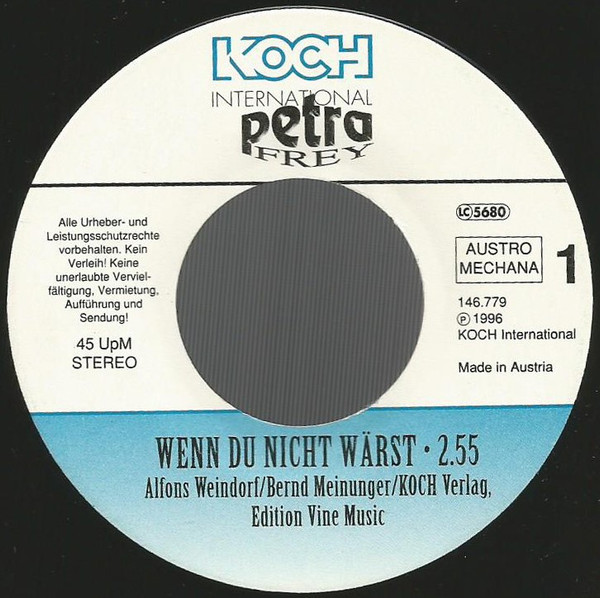 KOCH
INTERNATIONAL
petra
FREY
Alle Urheber- und
Leistungsschutzrechte
vorbehalten. Kein
Verleih! Keine
unerlaubte Verviel-
fältigung, Vermietung,
Aufführung und
Sendung!
45 UpM
STEREO
LC 5680
AUSTRO
MECHANA
1
146.779
Ⓟ 1996
KOCH International
Made in Austria
WENN DU NICHT WÄRST · 2.55
Alfons Weindorf/Bernd Meinunger/KOCH Verlag,
Edition Vine Music